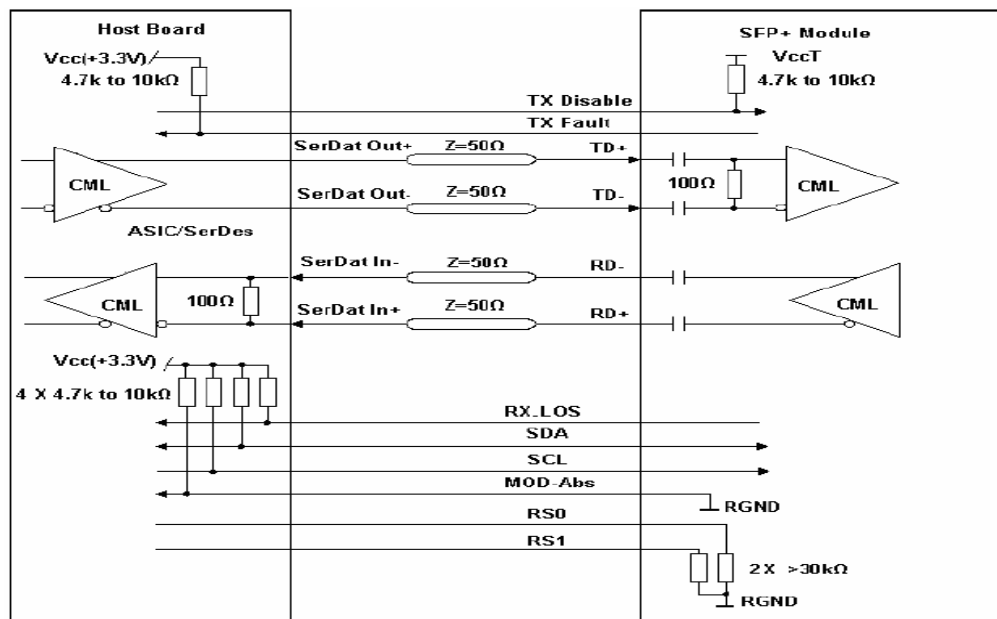 Host Board
SFP+ Module
Vcc(+3.3V)
4.7k to 10kΩ
VccT
4.7k to 10kΩ
TX Disable
TX Fault
SerDat Out+
Z=50Ω
TD+
CML
100Ω
CML
SerDat Out-
Z=50Ω
TD-
ASIC/SerDes
SerDat In-
Z=50Ω
RD-
CML
100Ω
CML
SerDat In+
Z=50Ω
RD+
Vcc(+3.3V)
4 X 4.7k to 10kΩ
RX-LOS
SDA
SCL
MOD-Abs
RGND
RS0
RS1
2X >30kΩ
RGND